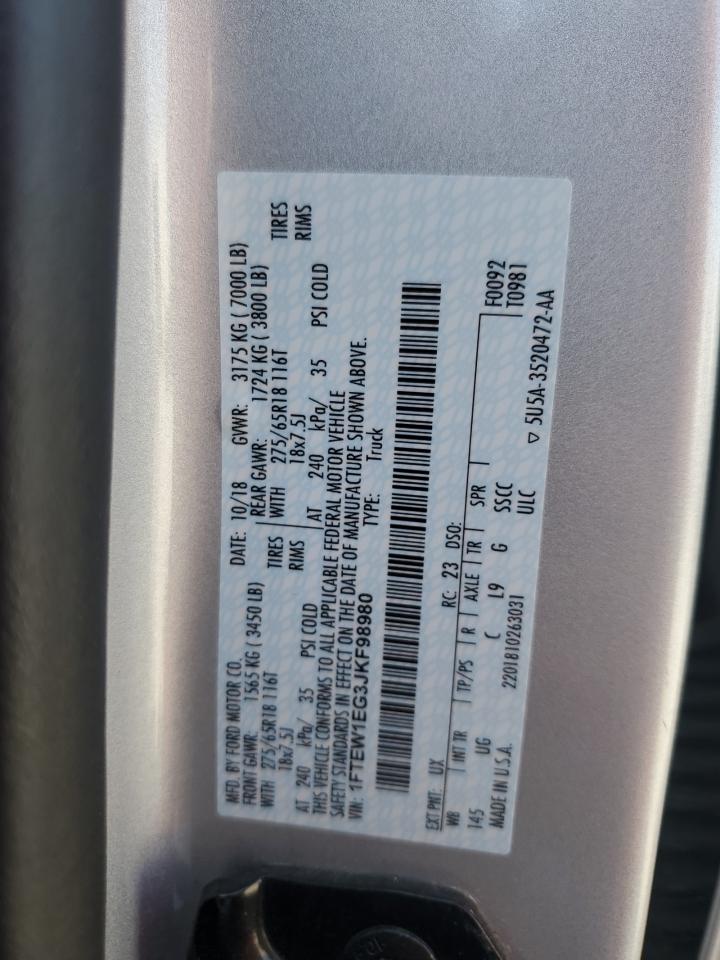 MFD. BY FORD MOTOR CO. DATE: 10/18 GVWR: 3175 KG ( 7000 LB)
FRONT GAWR: 1565 KG ( 3450 LB) REAR GAWR: 1724 KG ( 3800 LB)
WITH 275/65R18 116T TIRES WITH 275/65R18 116T TIRES
18x7.5J RIMS 18x7.5J RIMS
AT 240 kPa/ 35 PSI COLD AT 240 kPa/ 35 PSI COLD
THIS VEHICLE CONFORMS TO ALL APPLICABLE FEDERAL MOTOR VEHICLE
SAFETY STANDARDS IN EFFECT ON THE DATE OF MANUFACTURE SHOWN ABOVE.
VIN: 1FTEW1EG3JKF98980 TYPE: Truck
EXT PNT: UX RC: 23 DSO:
WB INT TR TP/PS R AXLE TR SPR F0092
145 UG C L9 G SSCC T0981
MADE IN U.S.A. 2201810263031 ULC
▽ 5U5A-3520472-AA